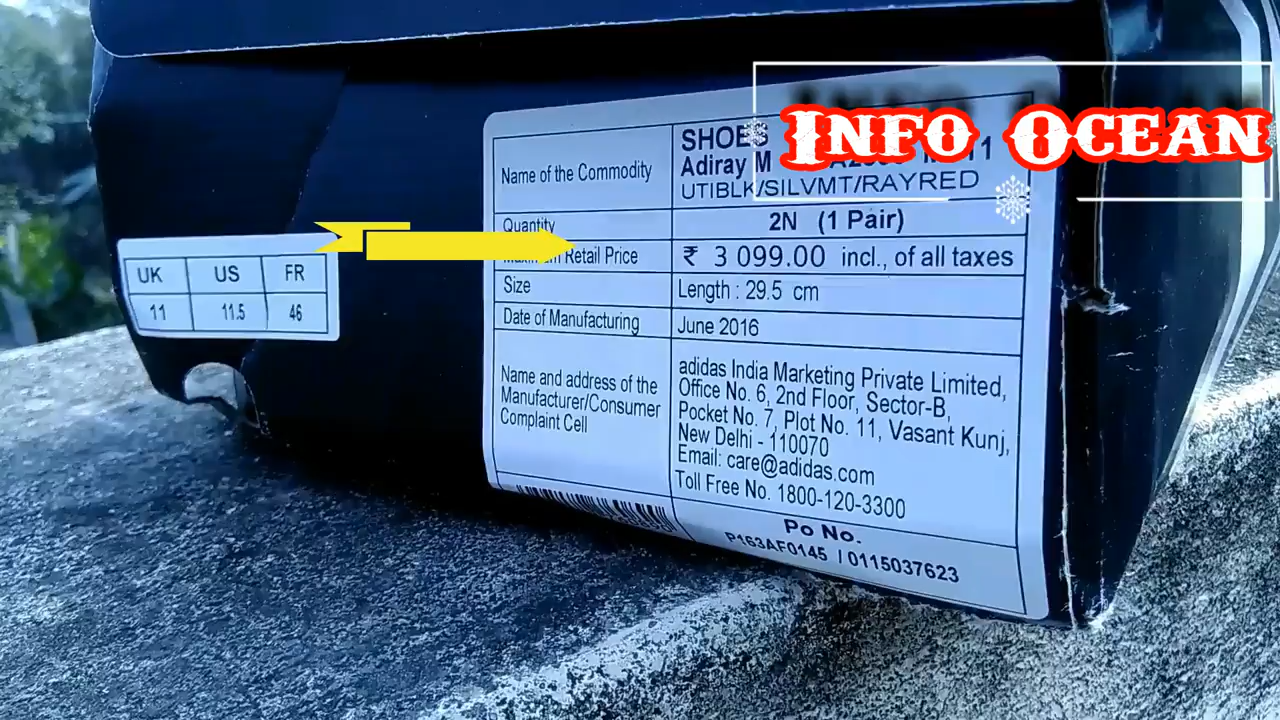 INFO OCEAN
SHOES
Name of the Commodity
Adiray M
UTIBLK/SILVMT/RAYRED
Quantity
2N (1 Pair)
Retail Price
₹ 3 099.00 incl., of all taxes
Size
Length : 29.5 cm
Date of Manufacturing
June 2016
Name and address of the
Manufacturer/Consumer
Complaint Cell
adidas India Marketing Private Limited,
Office No. 6, 2nd Floor, Sector-B,
Pocket No. 7, Plot No. 11, Vasant Kunj,
New Delhi - 110070
Email: care@adidas.com
Toll Free No. 1800-120-3300
Po No.
P163AF0145 / 0115037623
UK US FR
11 11.5 46